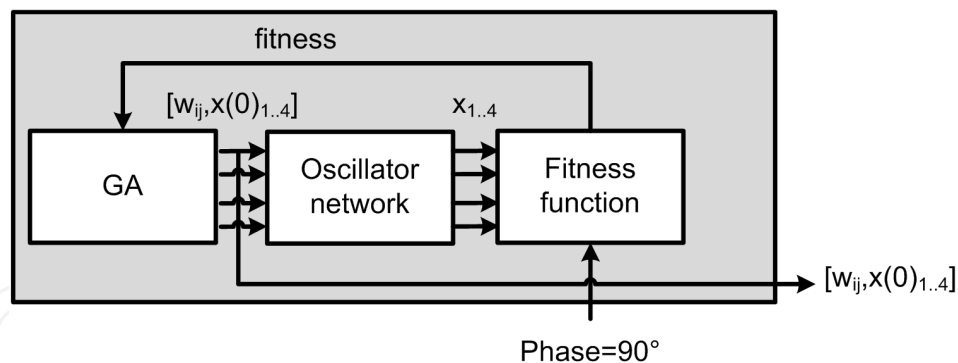 fitness
[wij,x(0)1..4]
x1..4
GA
Oscillator
network
Fitness
function
[wij,x(0)1..4]
Phase=90°